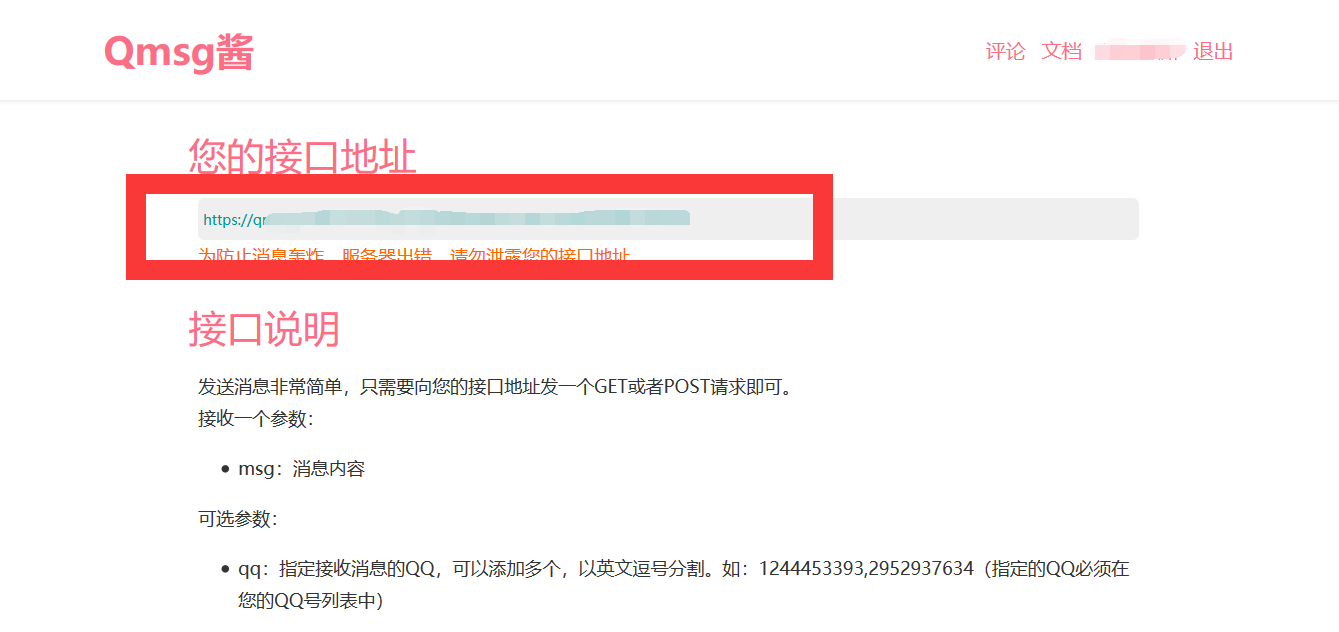 Qmsg酱
评论 文档 退出
您的接口地址
https://q
为防止消息轰炸、服务器出错，请勿泄露您的接口地址
接口说明
发送消息非常简单，只需要向您的接口地址发一个GET或者POST请求即可。
接收一个参数：
• msg：消息内容
可选参数：
• qq：指定接收消息的QQ，可以添加多个，以英文逗号分割。如：1244453393,2952937634（指定的QQ必须在
您的QQ号列表中）